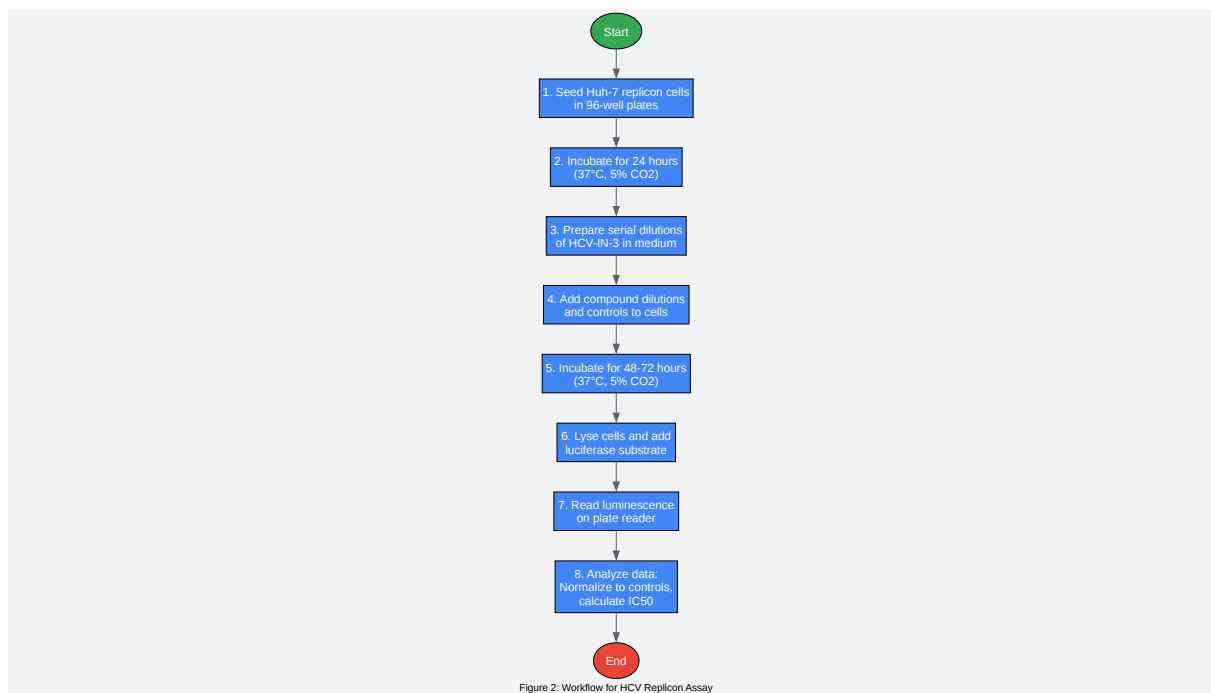 Start
1. Seed Huh-7 replicon cells
in 96-well plates
2. Incubate for 24 hours
(37°C, 5% CO2)
3. Prepare serial dilutions
of HCV-IN-3 in medium
4. Add compound dilutions
and controls to cells
5. Incubate for 48-72 hours
(37°C, 5% CO2)
6. Lyse cells and add
luciferase substrate
7. Read luminescence
on plate reader
8. Analyze data:
Normalize to controls,
calculate IC50
End
Figure 2: Workflow for HCV Replicon Assay